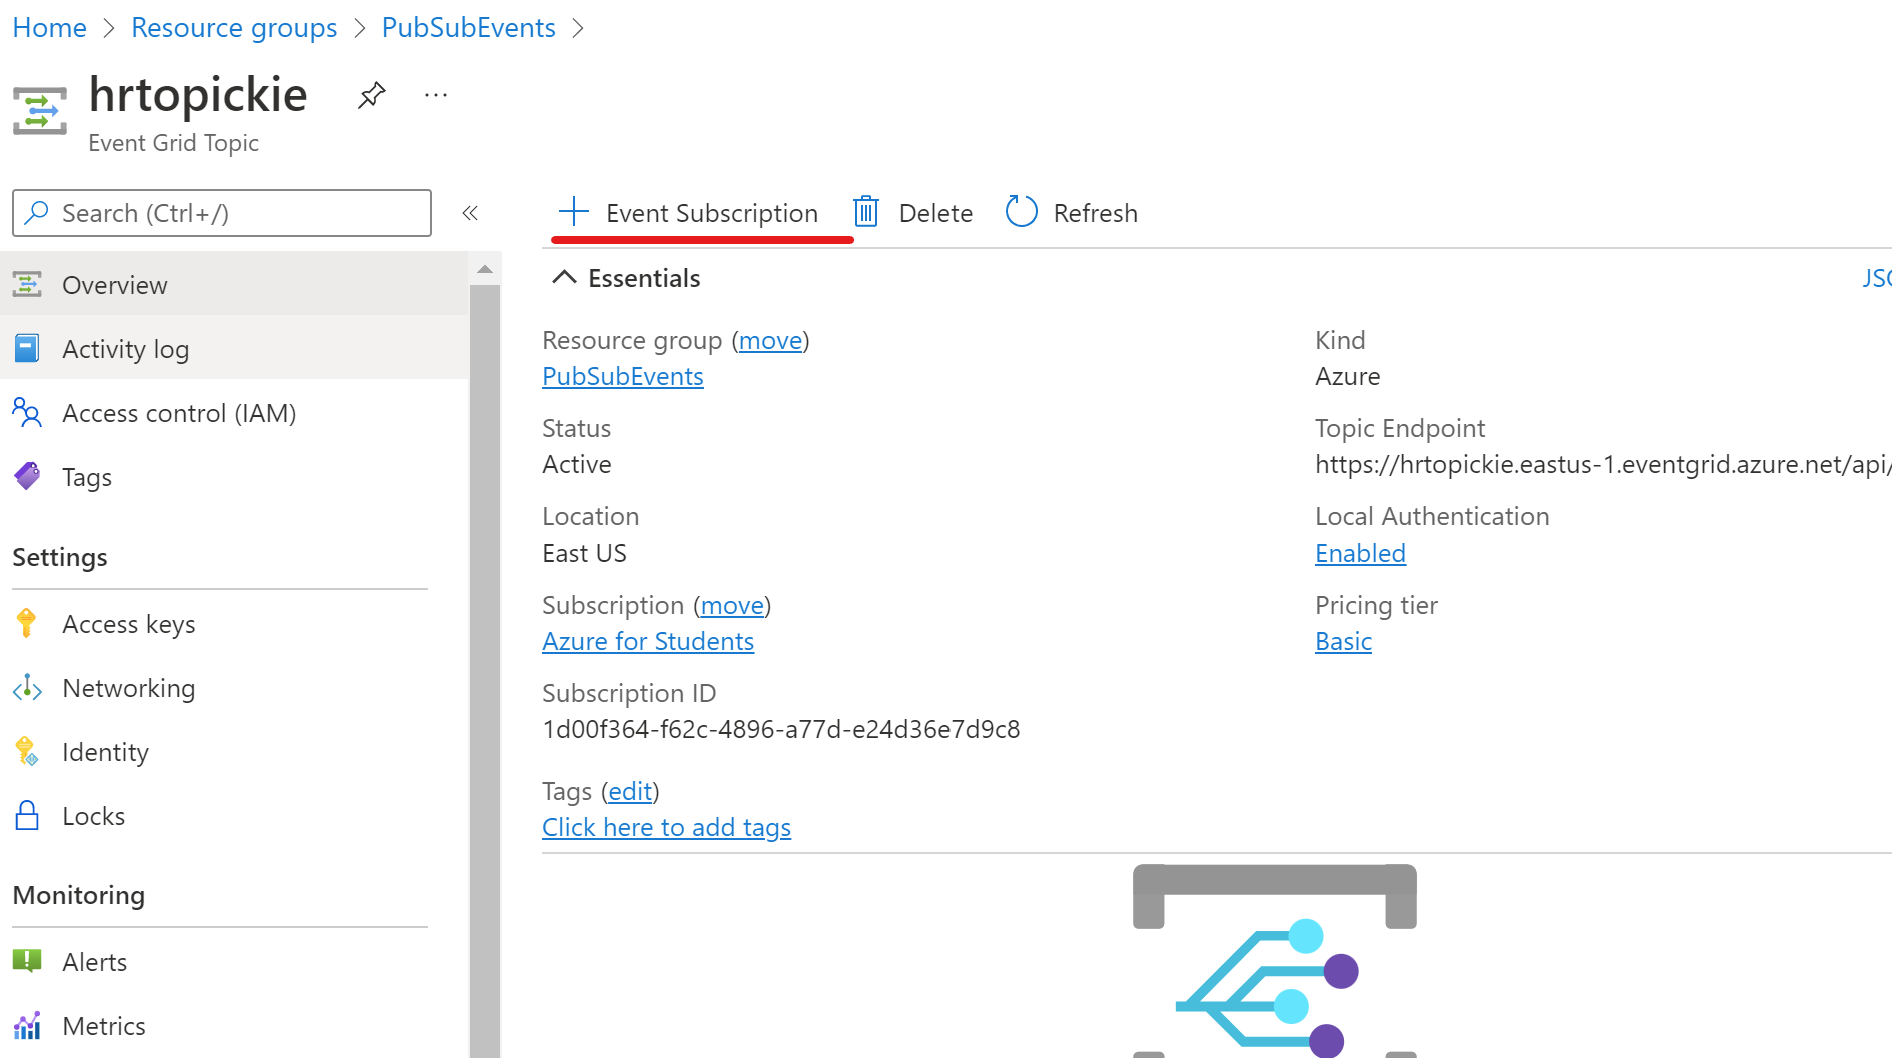 Home > Resource groups > PubSubEvents >
hrtopickie
Event Grid Topic
Search (Ctrl+/)
Overview
Activity log
Access control (IAM)
Tags
Settings
Access keys
Networking
Identity
Locks
Monitoring
Alerts
Metrics
Event Subscription Delete Refresh
Essentials
JSO
Resource group (move)
PubSubEvents
Status
Active
Location
East US
Subscription (move)
Azure for Students
Subscription ID
1d00f364-f62c-4896-a77d-e24d36e7d9c8
Tags (edit)
Click here to add tags
Kind
Azure
Topic Endpoint
https://hrtopickie.eastus-1.eventgrid.azure.net/api/
Local Authentication
Enabled
Pricing tier
Basic